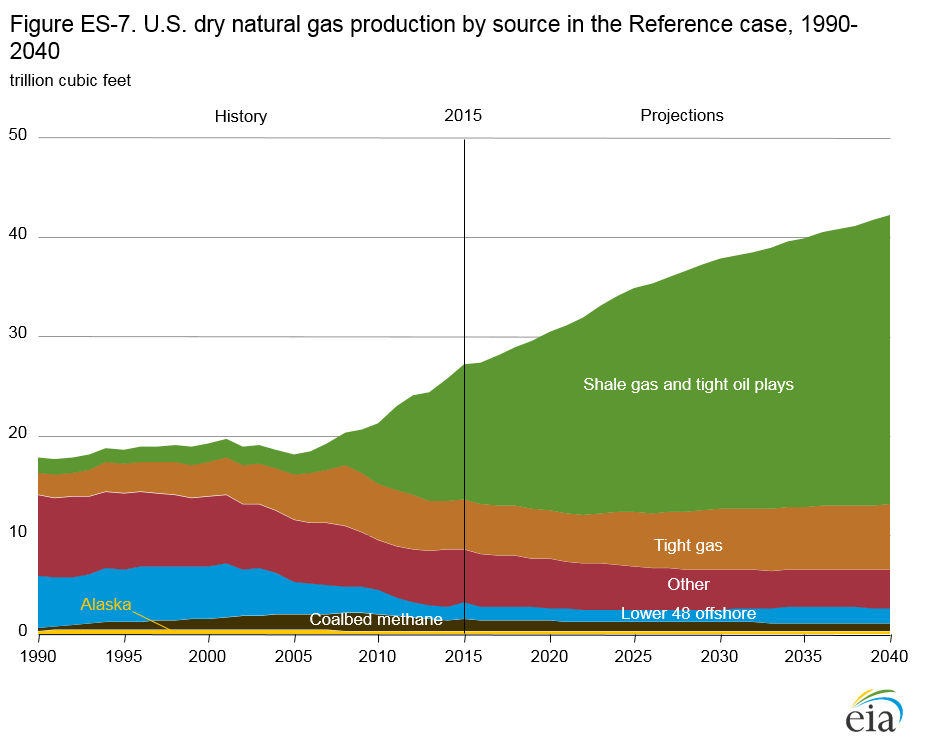 Figure ES-7. U.S. dry natural gas production by source in the Reference case, 1990-
2040
trillion cubic feet
History 2015 Projections
50
40
30
Shale gas and tight oil plays
20
10
Tight gas
Other
Alaska
Lower 48 offshore
Coalbed methane
0
1990 1995 2000 2005 2010 2015 2020 2025 2030 2035 2040
eia